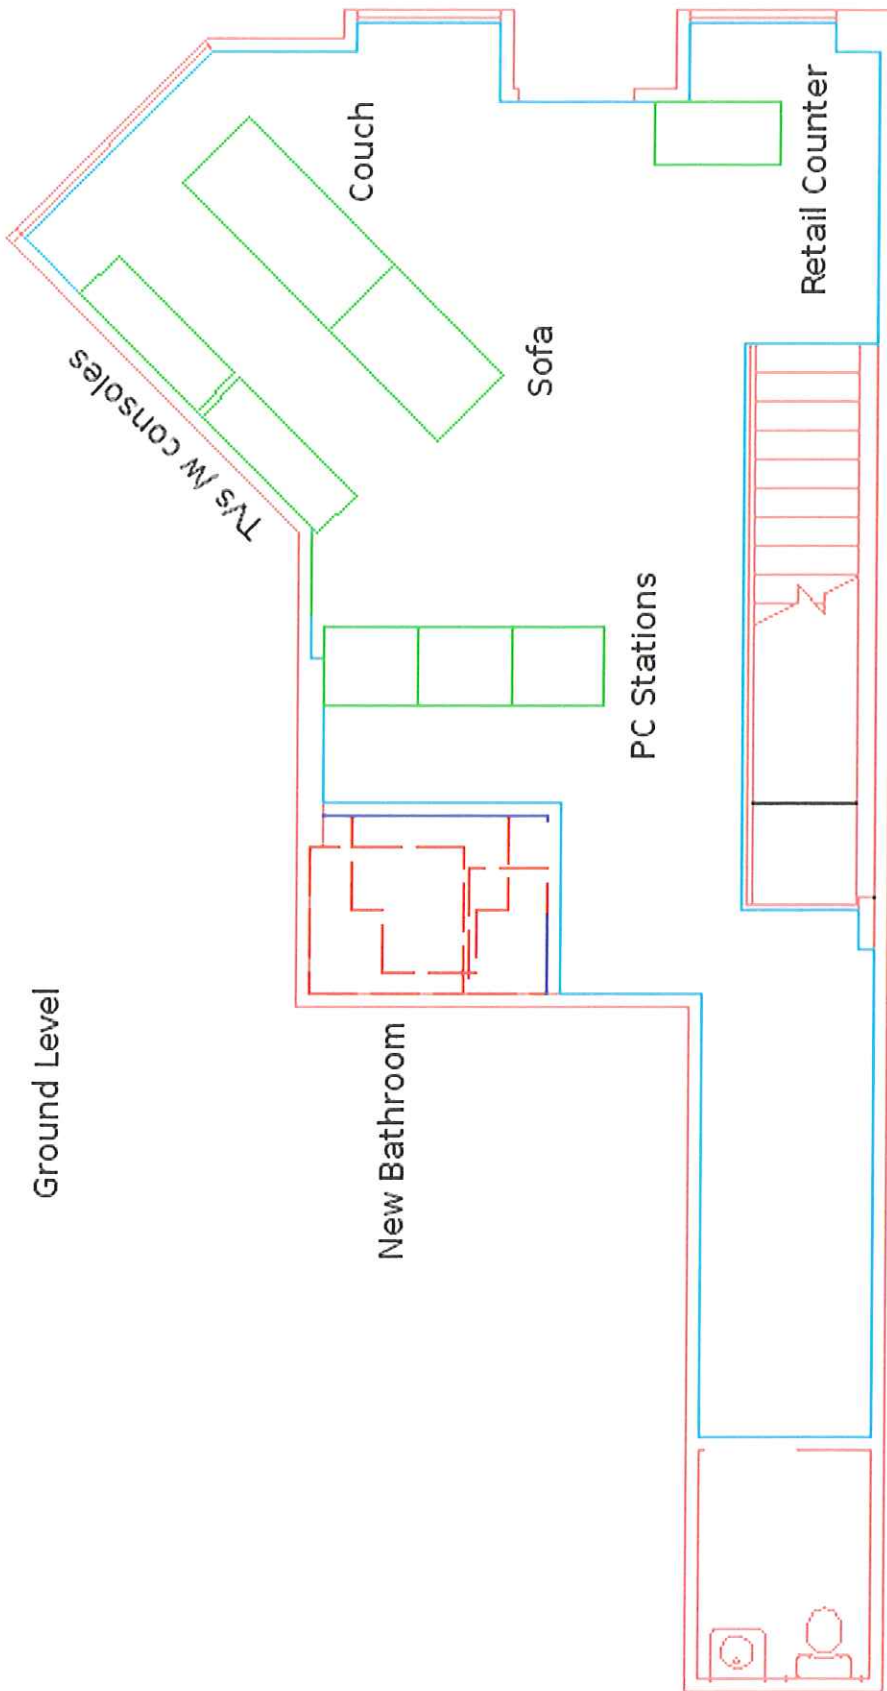 Ground Level
New Bathroom
TVs /w consoles
Couch
Sofa
PC Stations
Retail Counter